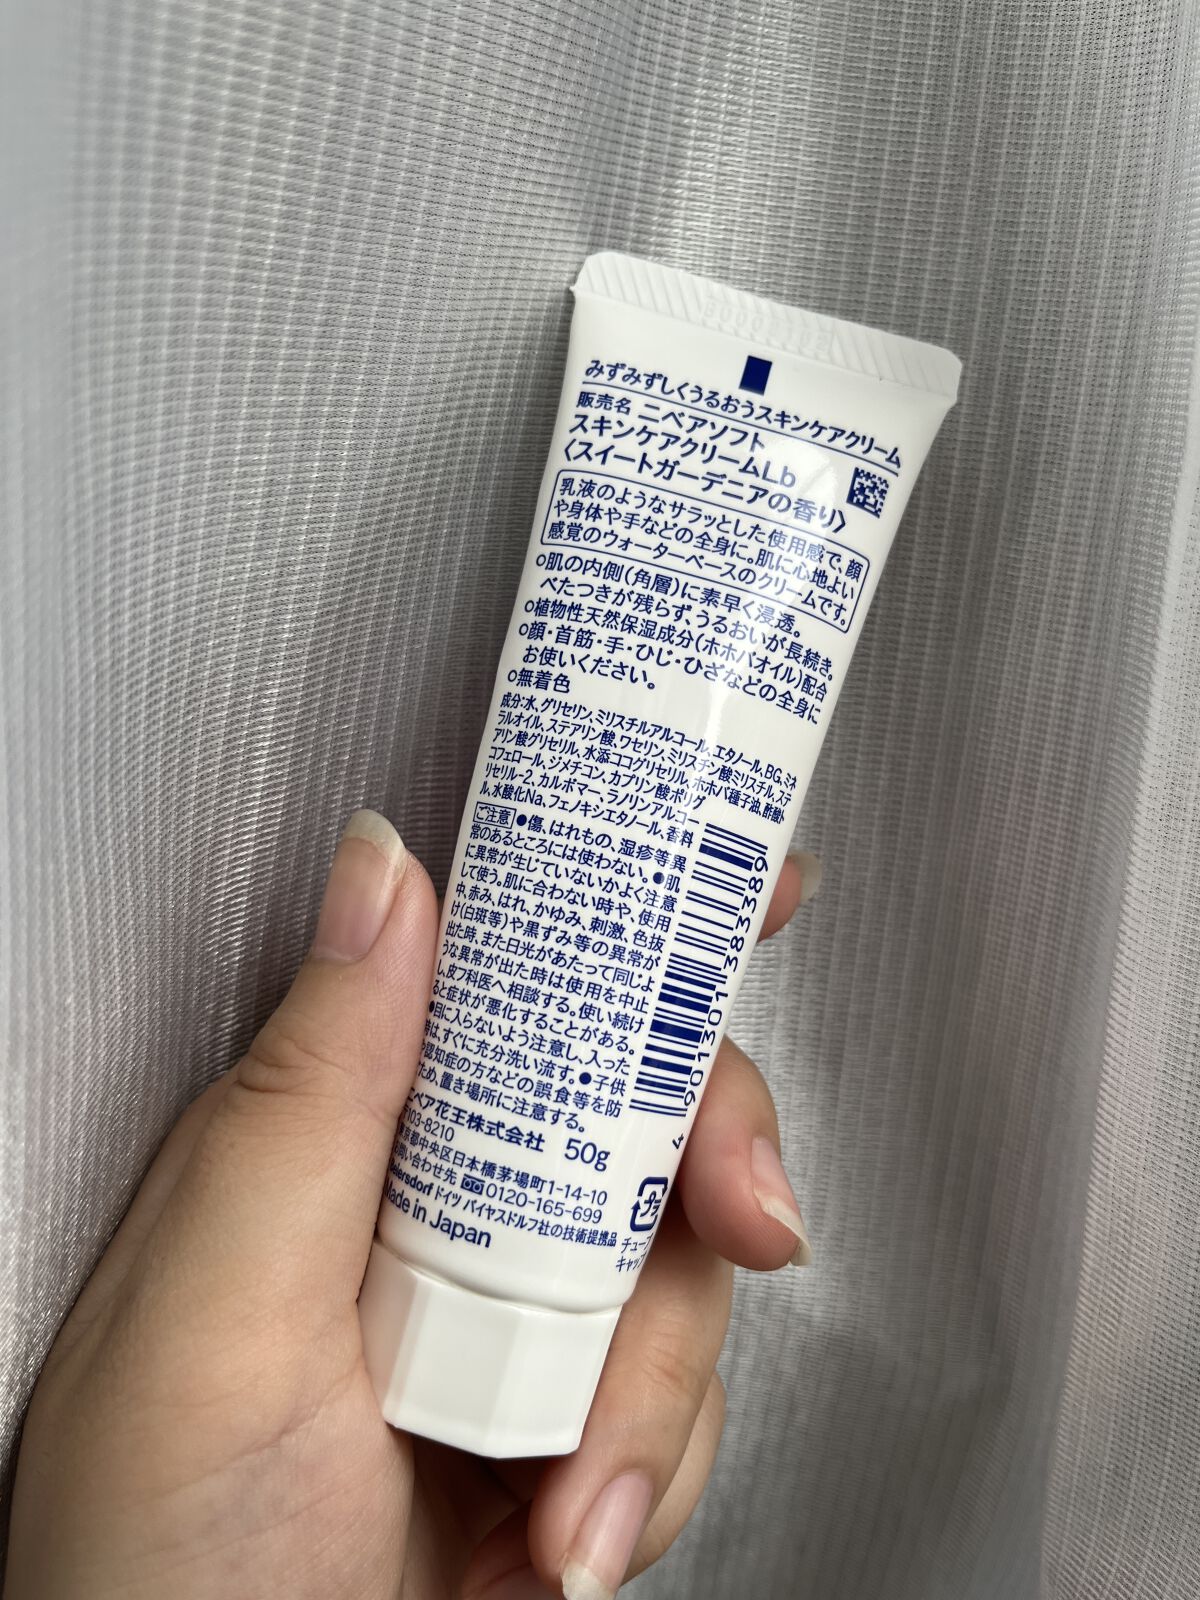 みずみずしくうるおうスキンケアクリーム
販売名 ニベアソフト
スキンケアクリームLb
〈スイートガーデニアの香り〉
乳液のようなサラッとした使用感で、顔
や身体や手などの全身に。肌に心地よい
感覚のウォーターベースのクリームです。
○肌の内側(角層)に素早く浸透。
べたつきが残らず、うるおいが長続き。
○植物性天然保湿成分(ホホバオイル)配合
○顔・首筋・手・ひじ・ひざなどの全身に
お使いください。
○無着色
成分:水、グリセリン、ミリスチルアルコール、エタノール、BG、ミネ
ラルオイル、ステアリン酸、ワセリン、ミリスチン酸ミリスチル、ステ
アリン酸グリセリル、水添ココグリセリル、ホホバ種子油、酢酸ト
コフェロール、ジメチコン、カプリン酸ポリグ
リセリル-2、カルボマー、ラノリンアルコー
ル、水酸化Na、フェノキシエタノール、香料
ご注意 ●傷、はれもの、湿疹等異
常のあるところには使わない。●肌
に異常が生じていないかよく注意
して使う。肌に合わない時や、使用
中、赤み、はれ、かゆみ、刺激、色抜
け(白斑等)や黒ずみ等の異常が
出た時、また日光があたって同じよ
うな異常が出た時は使用を中止
し、皮フ科医へ相談する。使い続け
ると症状が悪化することがある。
●目に入らないよう注意し、入った
時は、すぐに充分洗い流す。●子供
や認知症の方などの誤食等を防
ため、置き場所に注意する。
ニベア花王株式会社 50g
〒103-8210
東京都中央区日本橋茅場町1-14-10
お問い合わせ先 0120-165-699
Beiersdorf ドイツ バイヤスドルフ社の技術提携品
Made in Japan
4 901301 383389
プラ
チューブ
キャップ